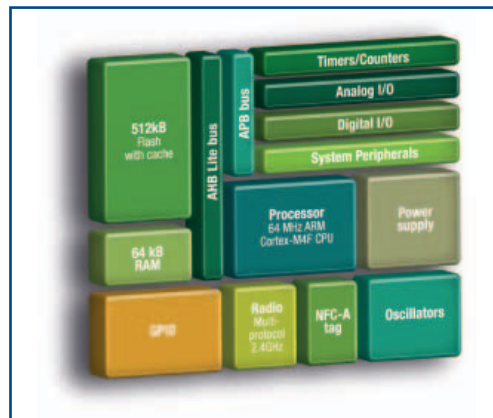 512kB
Flash
with cache
64 kB
RAM
AHB Lite bus
APB bus
Timers/Counters
Analog I/O
Digital I/O
System Peripherals
Processor
64 MHz ARM
Cortex-M4F CPU
Power
supply
GPIO
Radio
Multi-
protocol
2.4GHz
NFC-A
tag
Oscillators